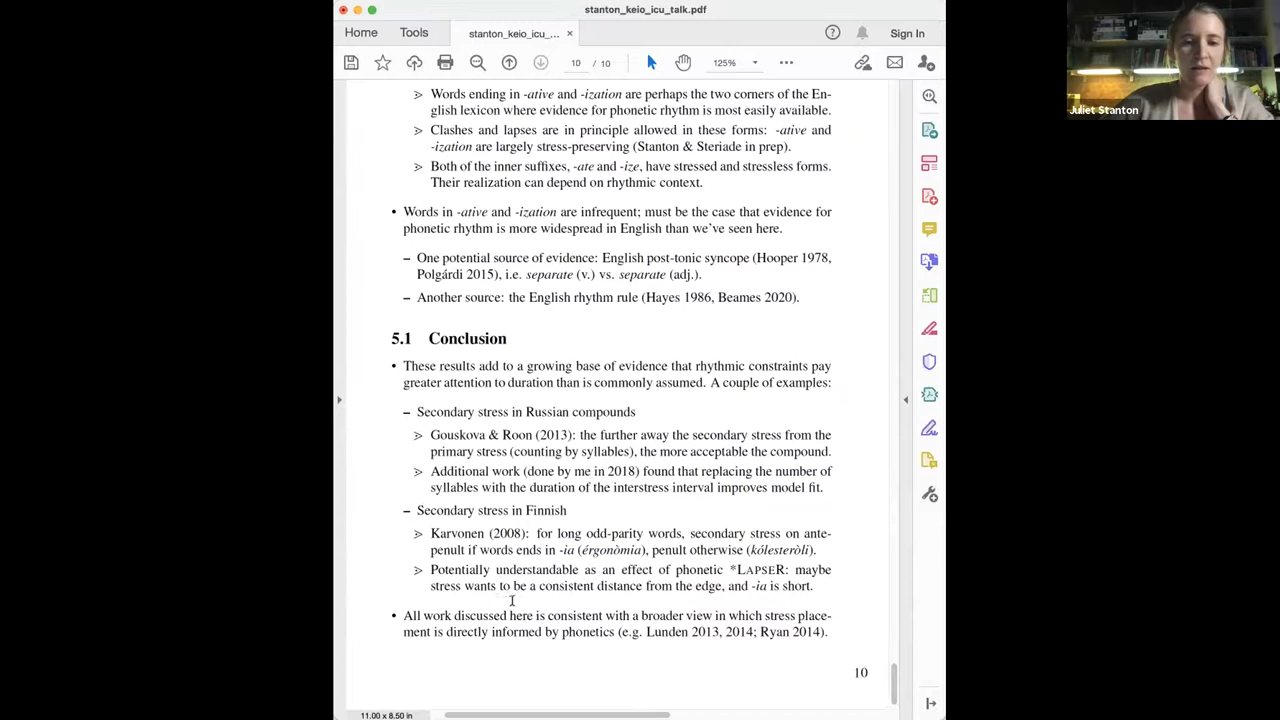 stanton_keio_icu_talk.pdf
Home
Tools
stanton_keio_icu_...
×
Sign In
10 / 10
125%
➢ Words ending in -ative and -ization are perhaps the two corners of the En-
glish lexicon where evidence for phonetic rhythm is most easily available.
➢ Clashes and lapses are in principle allowed in these forms: -ative and
-ization are largely stress-preserving (Stanton & Steriade in prep).
➢ Both of the inner suffixes, -ate and -ize, have stressed and stressless forms.
Their realization can depend on rhythmic context.
• Words in -ative and -ization are infrequent; must be the case that evidence for
phonetic rhythm is more widespread in English than we've seen here.
– One potential source of evidence: English post-tonic syncope (Hooper 1978,
Polgárdi 2015), i.e. separate (v.) vs. separate (adj.).
– Another source: the English rhythm rule (Hayes 1986, Beames 2020).
5.1 Conclusion
• These results add to a growing base of evidence that rhythmic constraints pay
greater attention to duration than is commonly assumed. A couple of examples:
– Secondary stress in Russian compounds
➢ Gouskova & Roon (2013): the further away the secondary stress from the
primary stress (counting by syllables), the more acceptable the compound.
➢ Additional work (done by me in 2018) found that replacing the number of
syllables with the duration of the interstress interval improves model fit.
– Secondary stress in Finnish
➢ Karvonen (2008): for long odd-parity words, secondary stress on ante-
penult if words ends in -ia (érgonòmia), penult otherwise (kólesteròli).
➢ Potentially understandable as an effect of phonetic *LAPSER: maybe
stress wants to be a consistent distance from the edge, and -ia is short.
• All work discussed here is consistent with a broader view in which stress place-
ment is directly informed by phonetics (e.g. Lunden 2013, 2014; Ryan 2014).
10
11.00 x 8.50 in
Juliet Stanton